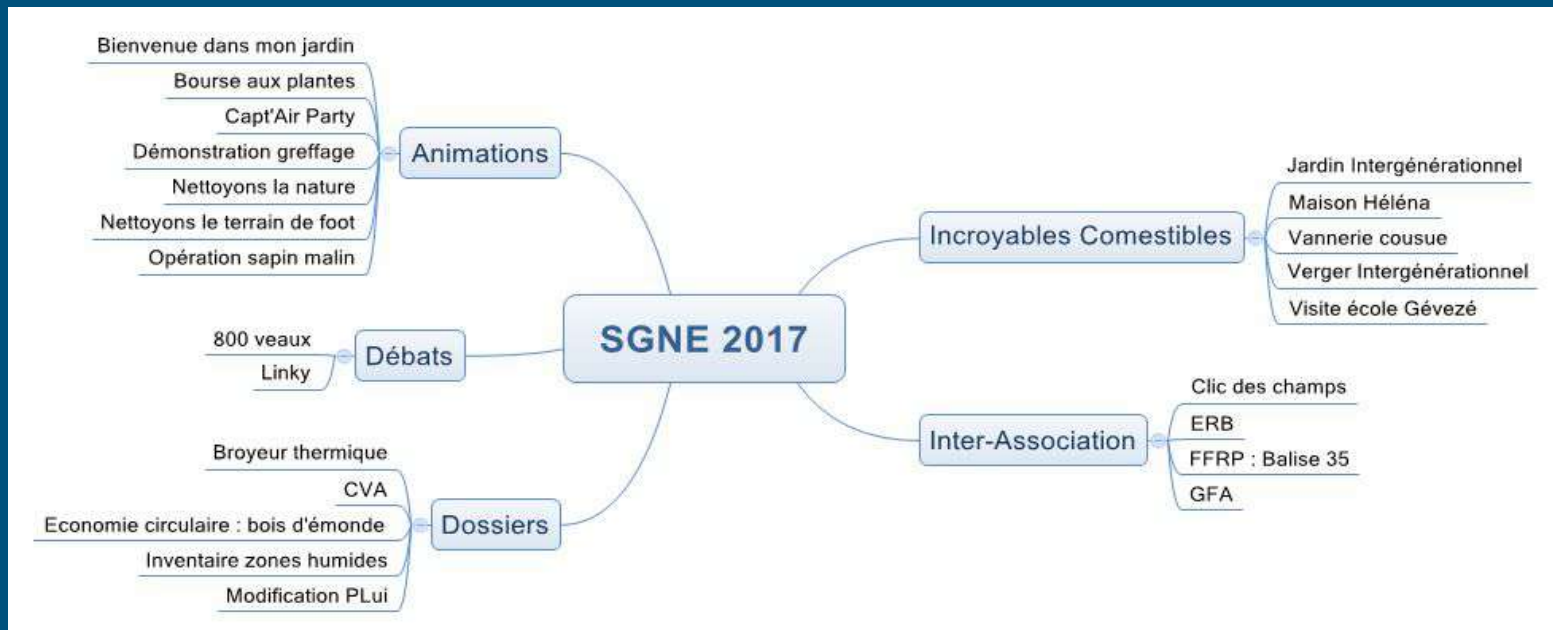 SGNE 2017
Animations
Bienvenue dans mon jardin
Bourse aux plantes
Capt'Air Party
Démonstration greffage
Nettoyons la nature
Nettoyons le terrain de foot
Opération sapin malin
Débats
800 veaux
Linky
Dossiers
Broyeur thermique
CVA
Economie circulaire : bois d'émonde
Inventaire zones humides
Modification PLui
Incroyables Comestibles
Jardin Intergénérationnel
Maison Héléna
Vannerie cousue
Verger Intergénérationnel
Visite école Gévezé
Inter-Association
Clic des champs
ERB
FFRP : Balise 35
GFA